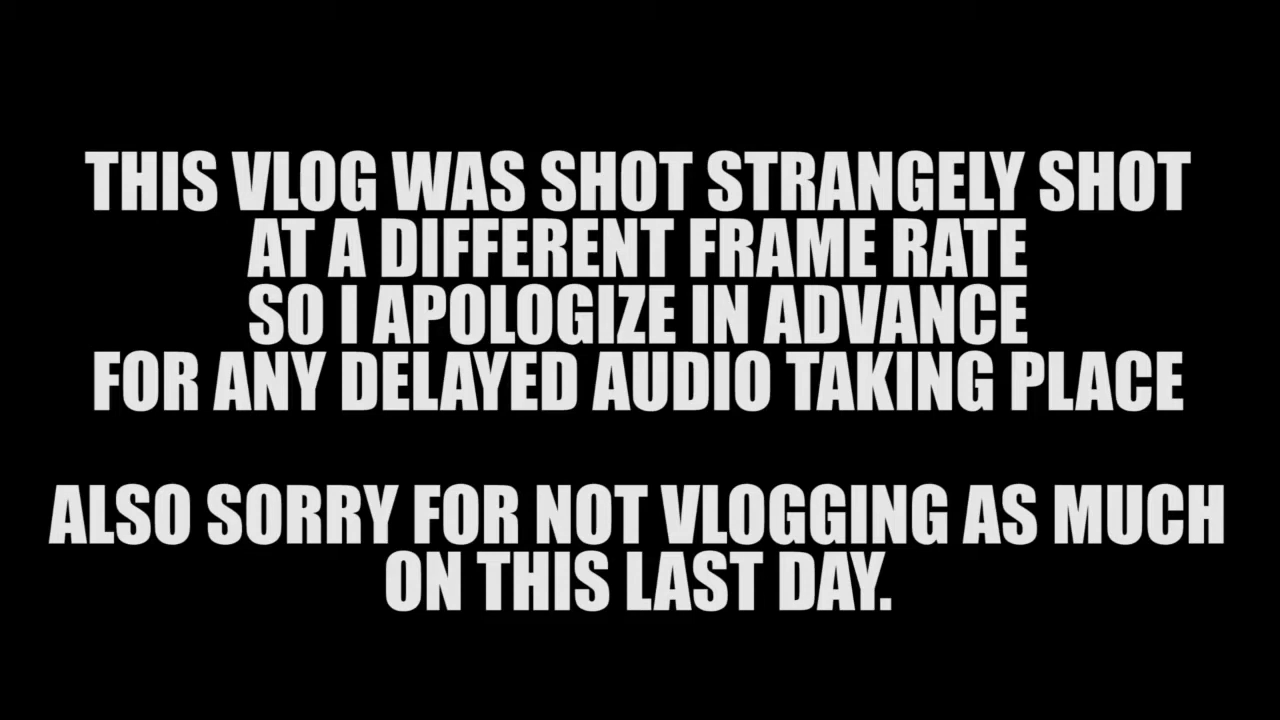 THIS VLOG WAS SHOT STRANGELY SHOT
AT A DIFFERENT FRAME RATE
SO I APOLOGIZE IN ADVANCE
FOR ANY DELAYED AUDIO TAKING PLACE
ALSO SORRY FOR NOT VLOGGING AS MUCH
ON THIS LAST DAY.